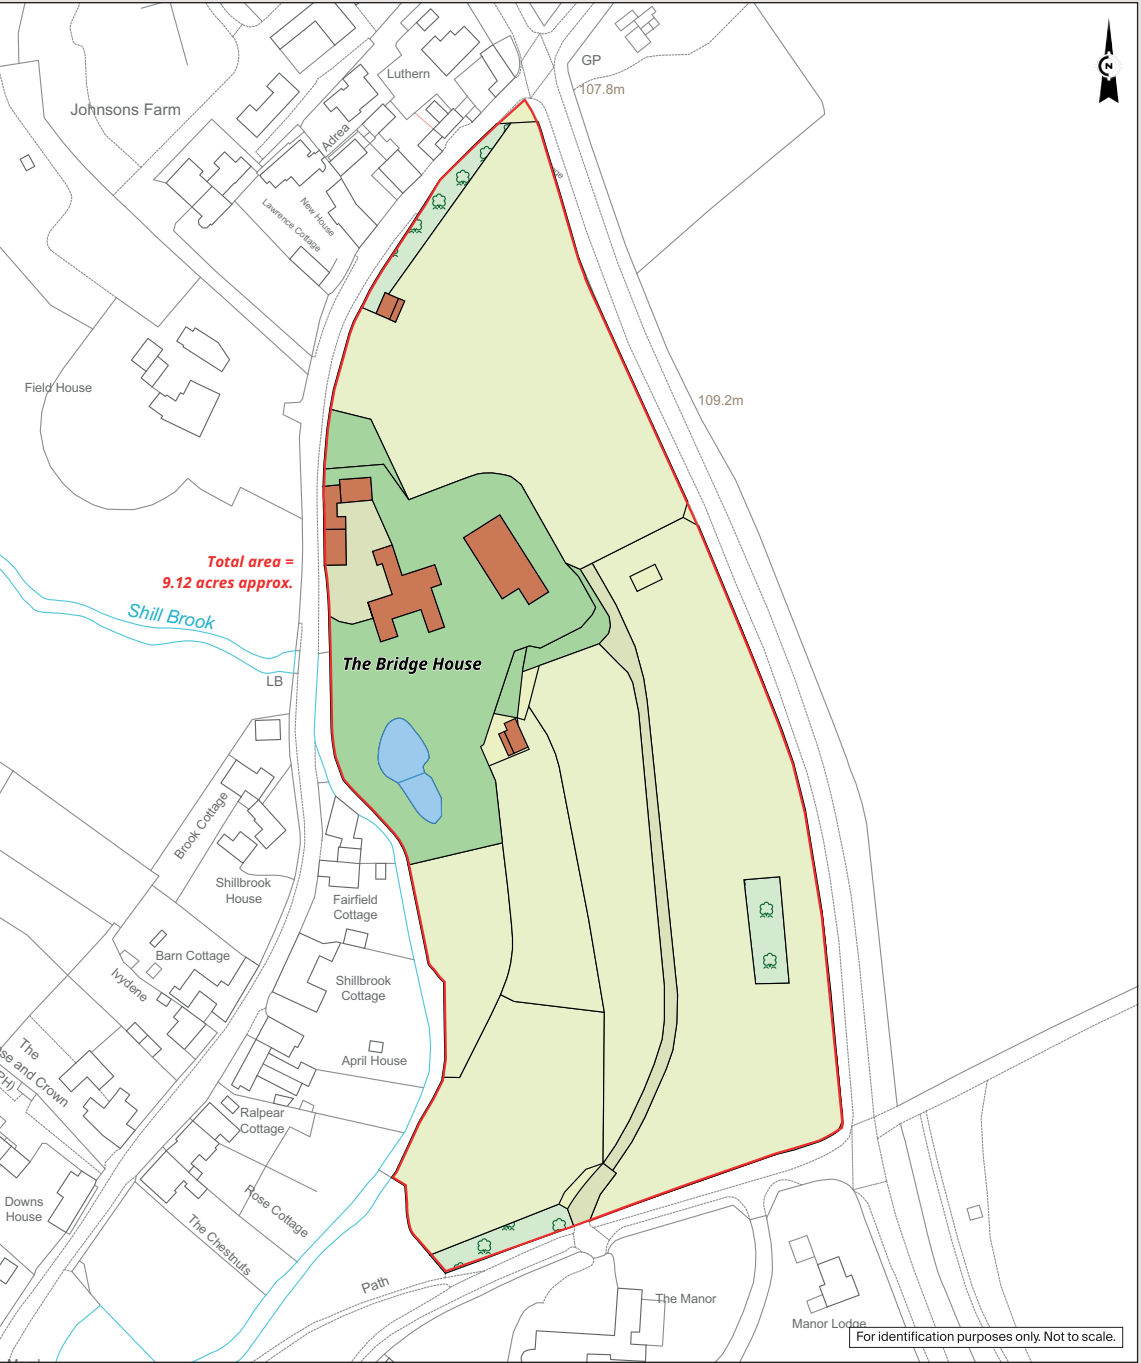 Luthern
GP
107.8m
N
Johnsons Farm
Adrea
New House
Lawrence Cottage
Field House
109.2m
Total area =
9.12 acres approx.
Shill Brook
The Bridge House
LB
Brook Cottage
Shillbrook
House
Fairfield
Cottage
Barn Cottage
Ivydene
Shillbrook
Cottage
The
se and Crown
PH)
April House
Ralpear
Cottage
Rose Cottage
The Chestnuts
Downs
House
Path
The Manor
Manor Lodge
For identification purposes only. Not to scale.